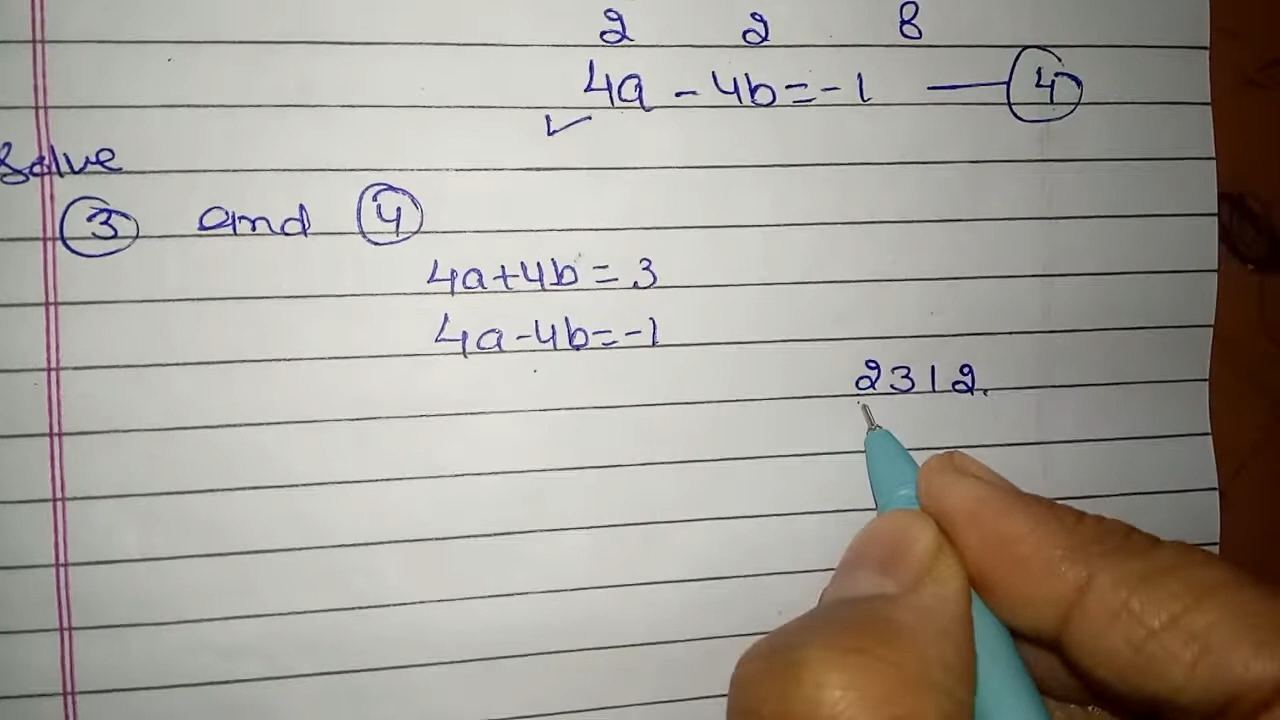 2 2 8
4a - 4b = -1 — 4
Solve
3 and 4
4a+4b = 3
4a-4b=-1
2312.